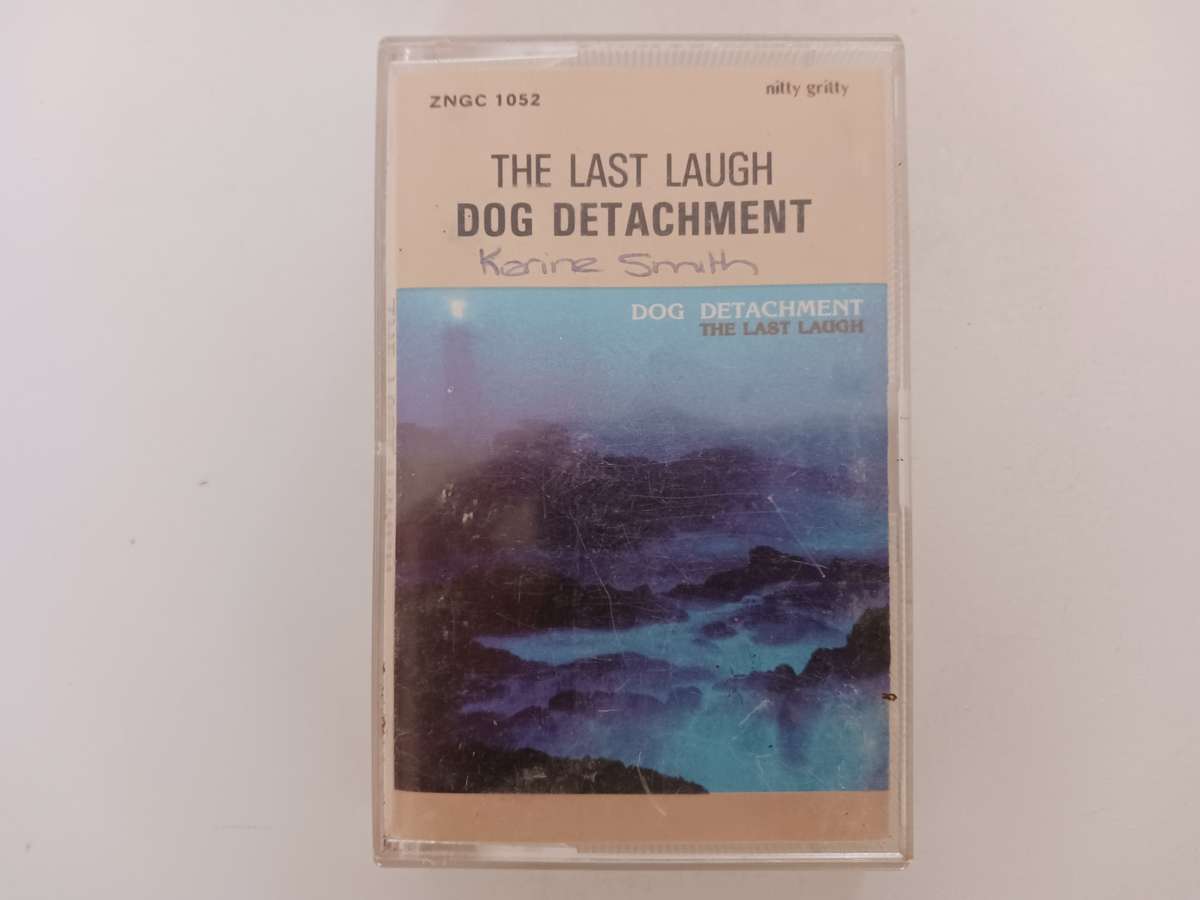 ZNGC 1052
nitty gritty
THE LAST LAUGH
DOG DETACHMENT
Karine Smith
DOG DETACHMENT
THE LAST LAUGH